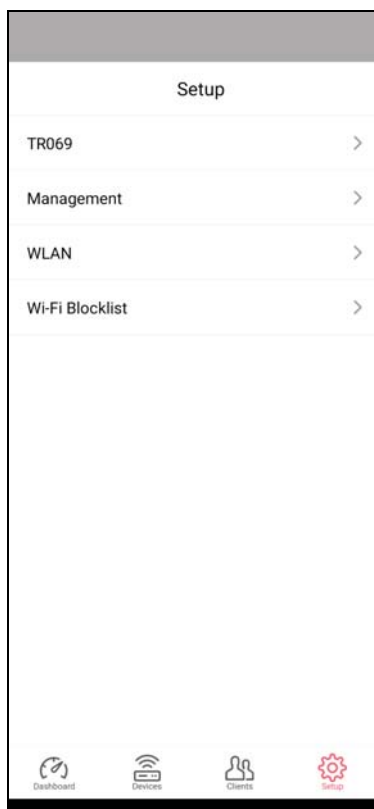 Setup
TR069
Management
WLAN
Wi-Fi Blocklist
Dashboard
Devices
Clients
Setup